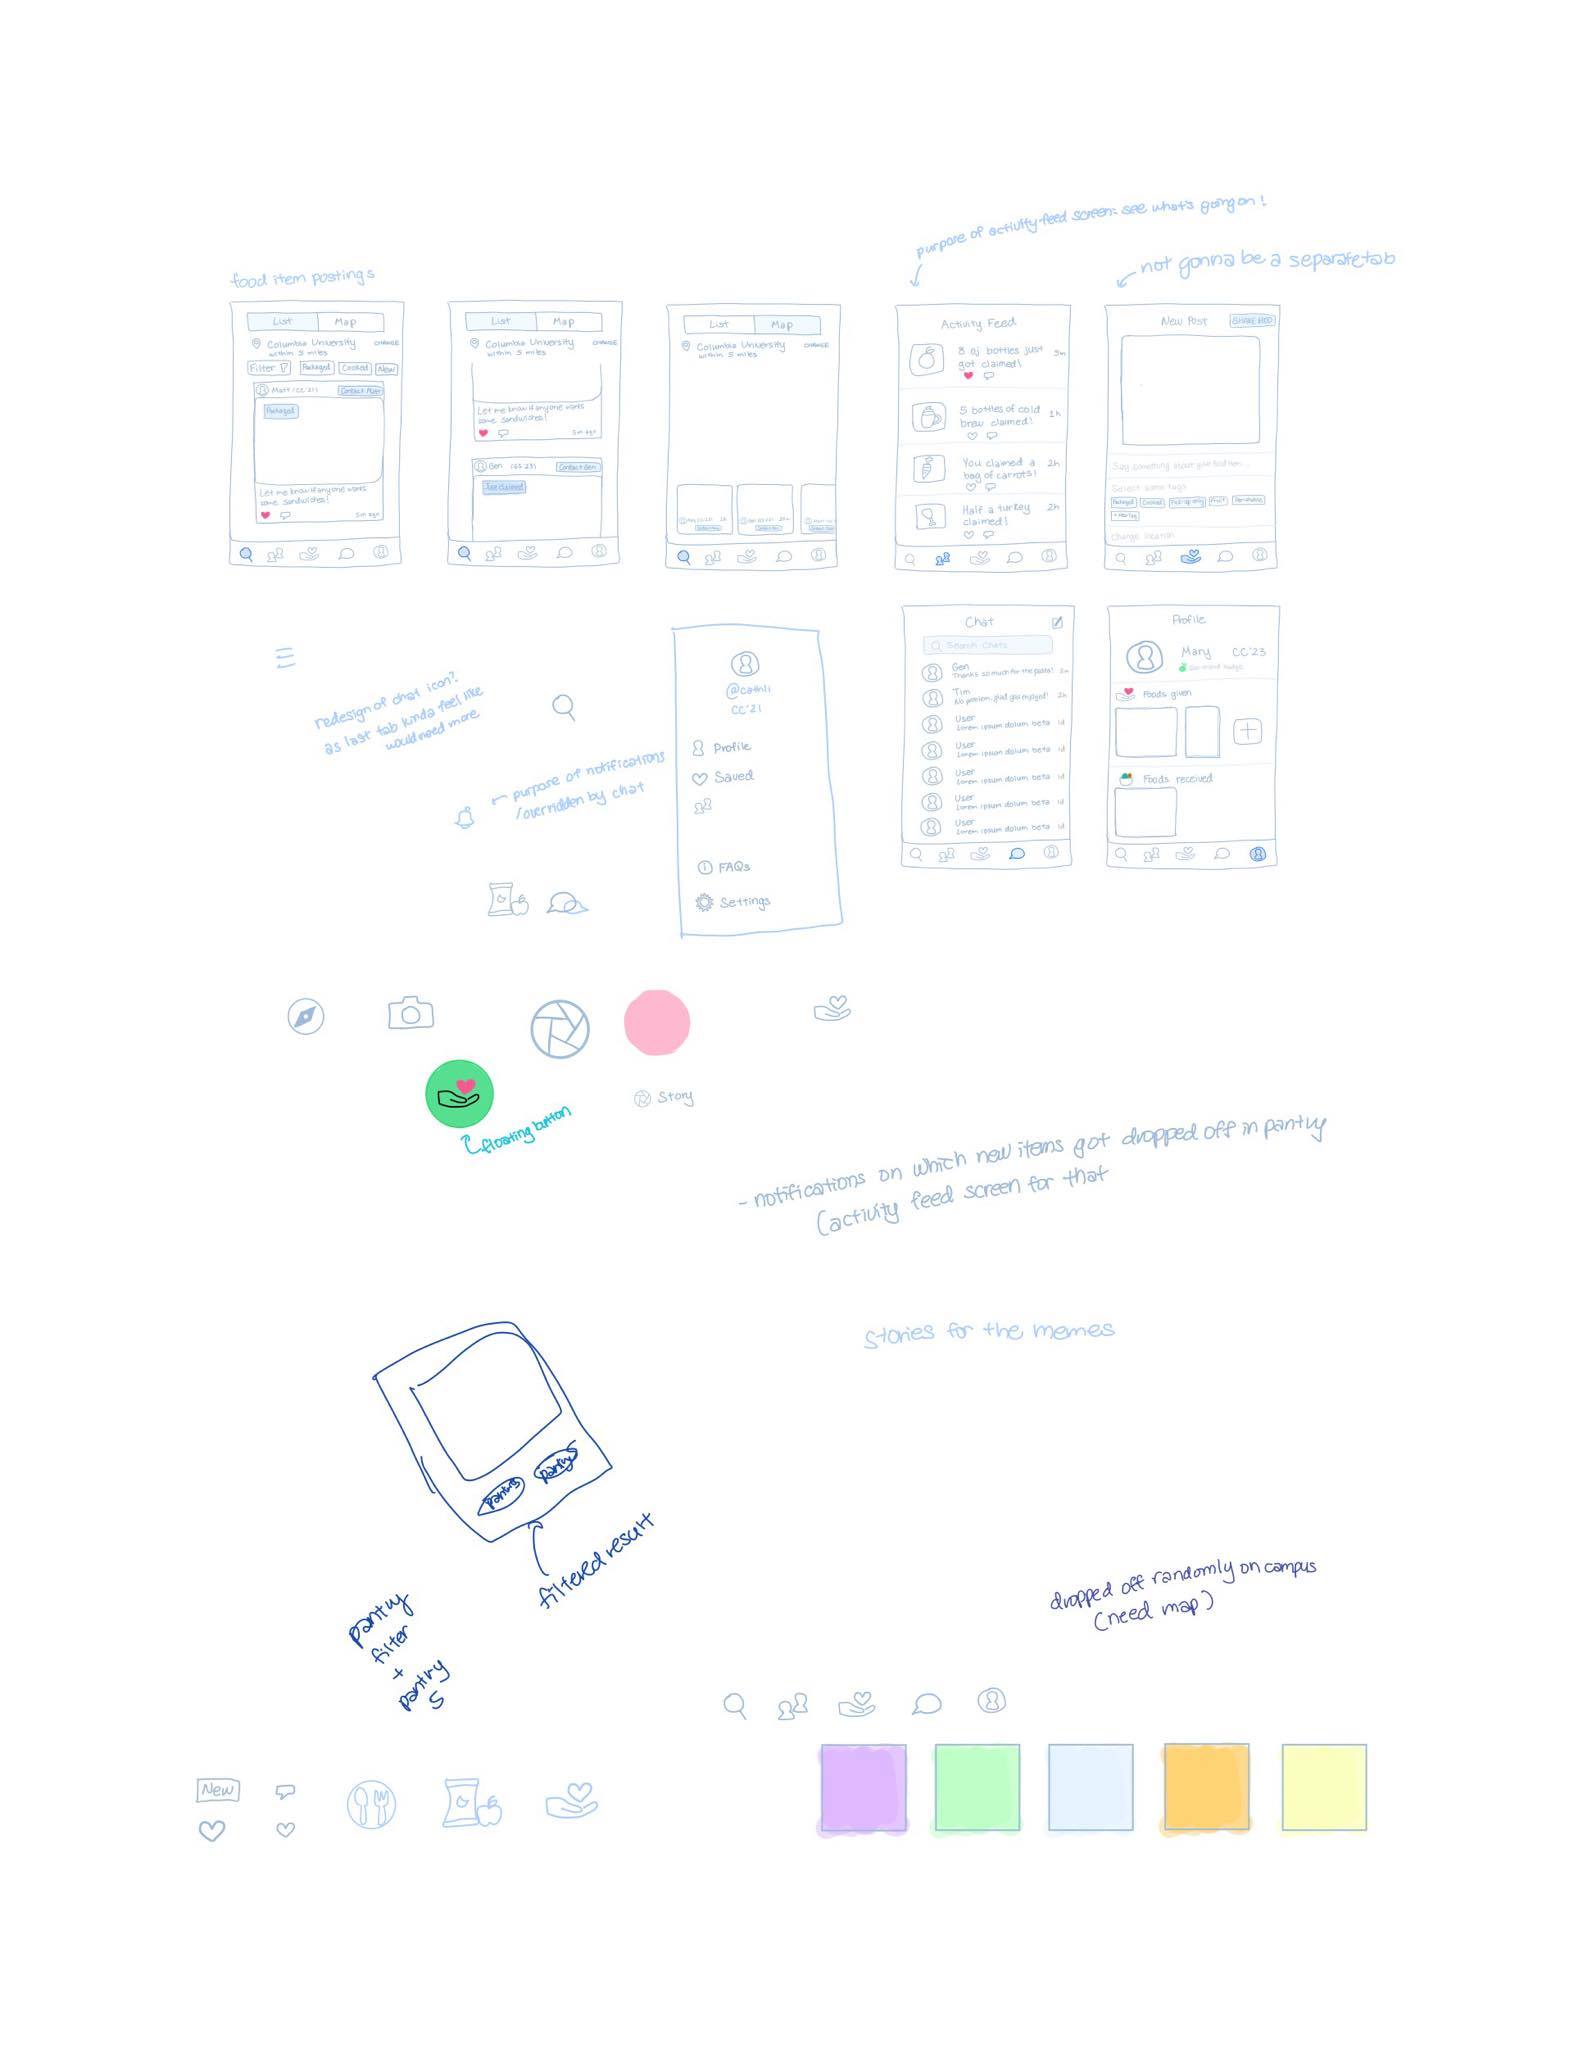 purpose of activity-feed screen: see what's going on!
not gonna be a separate tab
food item postings
List Map
Columbia University
within 5 miles
CHANGE
Filter Packaged Cooked New
Matt (CC'21) Contact Matt
Packaged
Let me know if anyone wants
some sandwiches!
5m ago
List Map
Columbia University
within 5 miles
CHANGE
Let me know if anyone wants
some sandwiches!
5m ago
Gen (GS 23) Contact Gen
Just claimed
List Map
Columbia University
within 5 miles
CHANGE
Activity Feed
8 oj bottles just 5m
got claimed!
5 bottles of cold 1h
brew claimed!
You claimed a 2h
bag of carrots!
Half a turkey 2h
claimed!
New Post SHARE FOOD
Say something about your food item...
Select some tags
Packaged Cooked Pick-up only Fruit Perishable
+ New tag
Change location
redesign of chat icon?
as last tab kinda feel like
would need more
purpose of notifications
overridden by chat
@cathli
CC'21
Profile
Saved
FAQs
Settings
Chat
Search Chats
Gen
Thanks so much for the pasta! 2m
Tim
No problem, glad you enjoyed! 2h
User
Lorem ipsum dolum beta 1d
User
Lorem ipsum dolum beta 1d
User
Lorem ipsum dolum beta 1d
User
Lorem ipsum dolum beta 1d
User
Lorem ipsum dolum beta 1d
Profile
Mary CC'23
Foods given
Foods received
floating button
Story
- notifications on which new items got dropped off in pantry
(activity feed screen for that
stories for the memes
pantry pantry
filtered result
pantry
filter
+
pantry
S
dropped off randomly on campus
(need map)
New